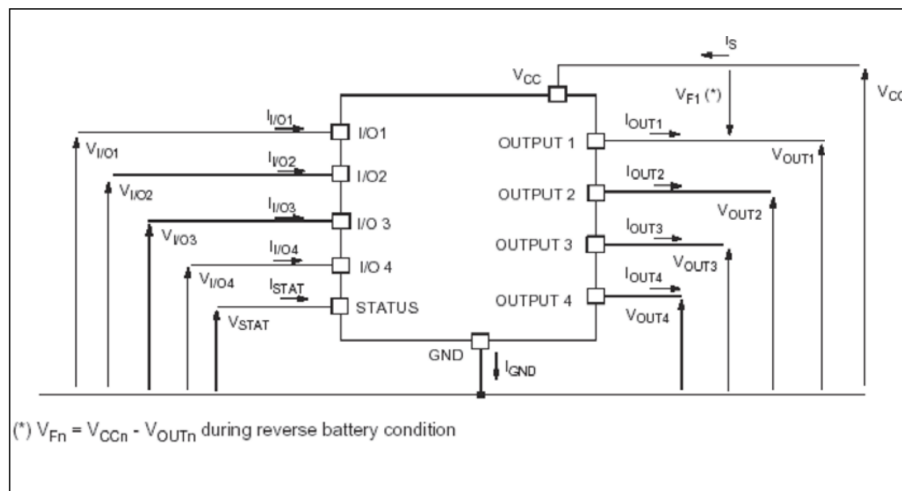 I_S
V_CC
V_F1 (*)
V_CC
I_I/O1
I/O1
OUTPUT 1
I_OUT1
V_I/O1
V_OUT1
I_I/O2
I/O2
OUTPUT 2
I_OUT2
V_I/O2
V_OUT2
I_I/O3
I/O 3
OUTPUT 3
I_OUT3
V_I/O3
V_OUT3
I_I/O4
I/O 4
OUTPUT 4
I_OUT4
V_I/O4
V_OUT4
I_STAT
STATUS
V_STAT
GND
I_GND
(*) V_Fn = V_CCn - V_OUTn during reverse battery condition